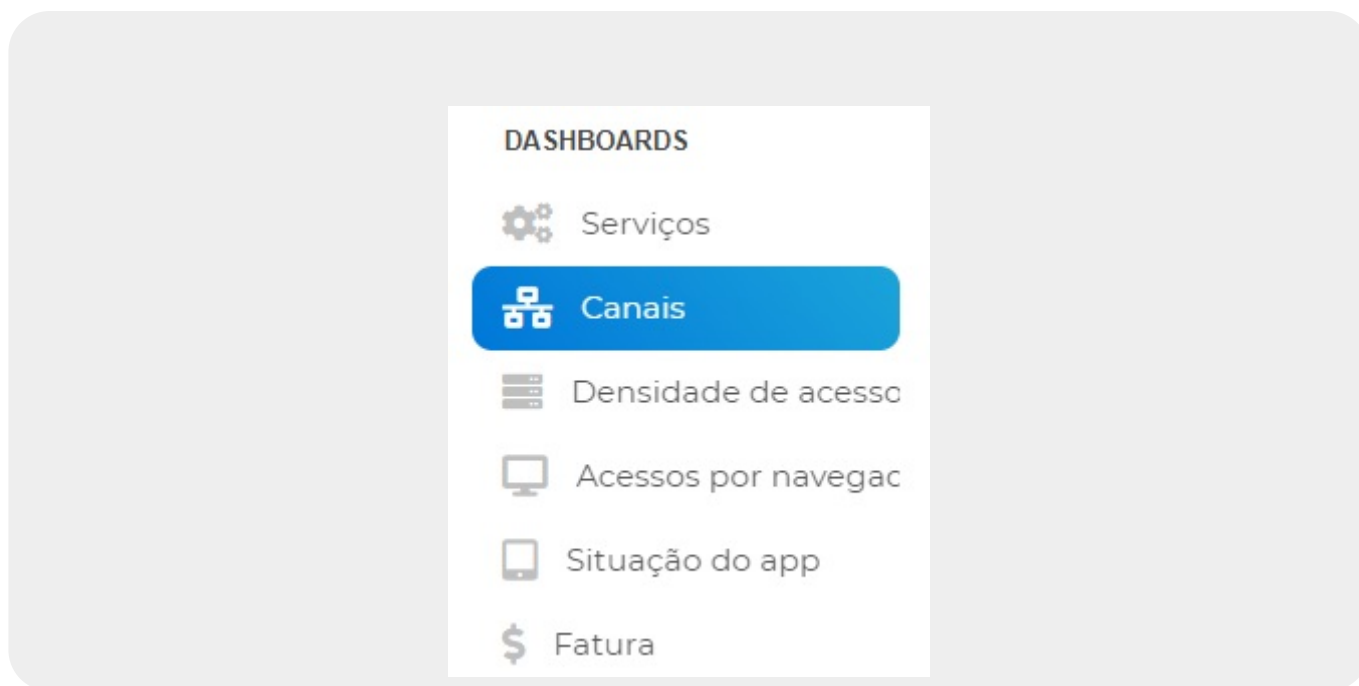 DASHBOARDS
Serviços
Canais
Densidade de acesso
Acessos por navegac
Situação do app
$ Fatura